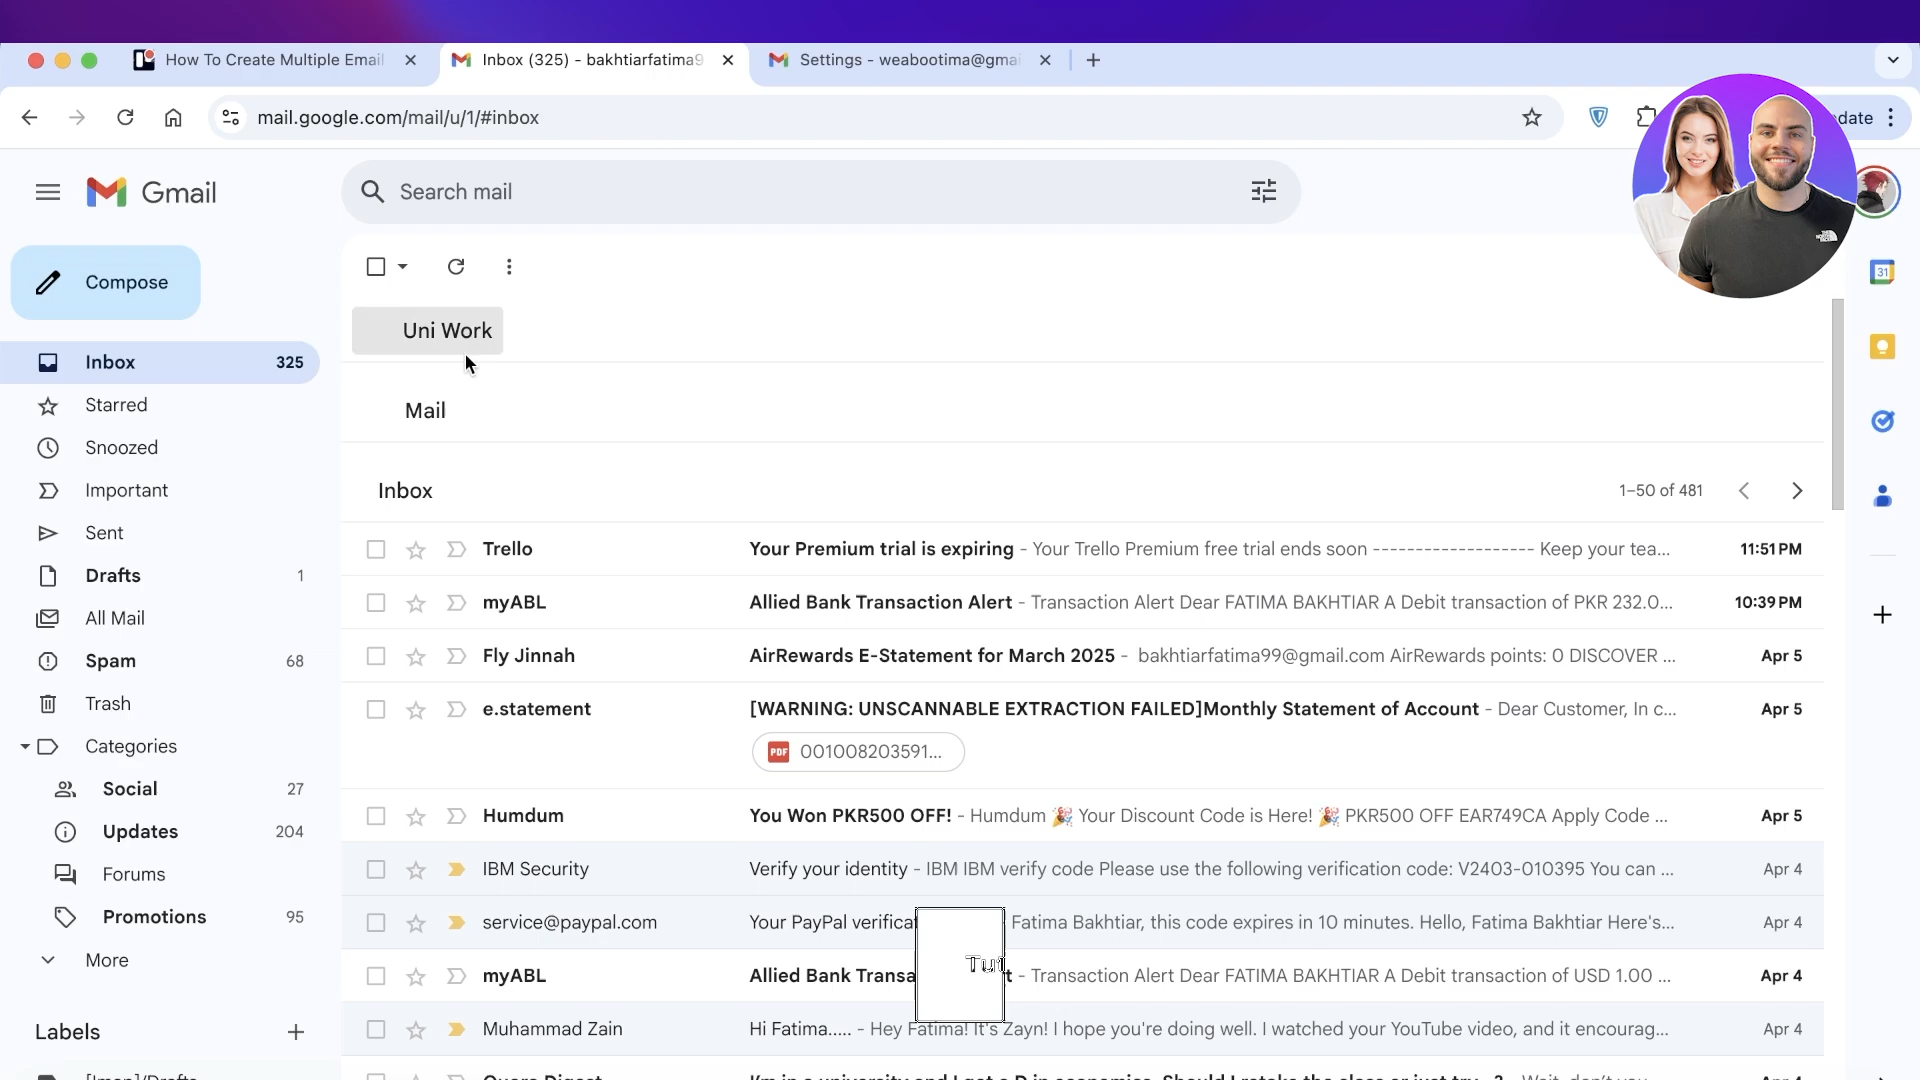 How To Create Multiple Email
Inbox (325) - bakhtiarfatima9
Settings - weabootima@gmai
mail.google.com/mail/u/1/#inbox
date
Gmail
Search mail
Compose
Uni Work
Inbox 325
Starred
Snoozed
Important
Sent
Drafts 1
All Mail
Spam 68
Trash
Categories
Social 27
Updates 204
Forums
Promotions 95
More
Labels
Mail
Inbox 1–50 of 481
Trello Your Premium trial is expiring - Your Trello Premium free trial ends soon ------------------- Keep your tea... 11:51 PM
myABL Allied Bank Transaction Alert - Transaction Alert Dear FATIMA BAKHTIAR A Debit transaction of PKR 232.0... 10:39 PM
Fly Jinnah AirRewards E-Statement for March 2025 - bakhtiarfatima99@gmail.com AirRewards points: 0 DISCOVER ... Apr 5
e.statement [WARNING: UNSCANNABLE EXTRACTION FAILED]Monthly Statement of Account - Dear Customer, In c... Apr 5
PDF 001008203591...
Humdum You Won PKR500 OFF! - Humdum 🎉 Your Discount Code is Here! 🎉 PKR500 OFF EAR749CA Apply Code ... Apr 5
IBM Security Verify your identity - IBM IBM verify code Please use the following verification code: V2403-010395 You can ... Apr 4
service@paypal.com Your PayPal verificat Fatima Bakhtiar, this code expires in 10 minutes. Hello, Fatima Bakhtiar Here's... Apr 4
myABL Allied Bank Transa t - Transaction Alert Dear FATIMA BAKHTIAR A Debit transaction of USD 1.00 ... Apr 4
Tut
Muhammad Zain Hi Fatima..... - Hey Fatima! It's Zayn! I hope you're doing well. I watched your YouTube video, and it encourag... Apr 4
31
THE NORTH FACE